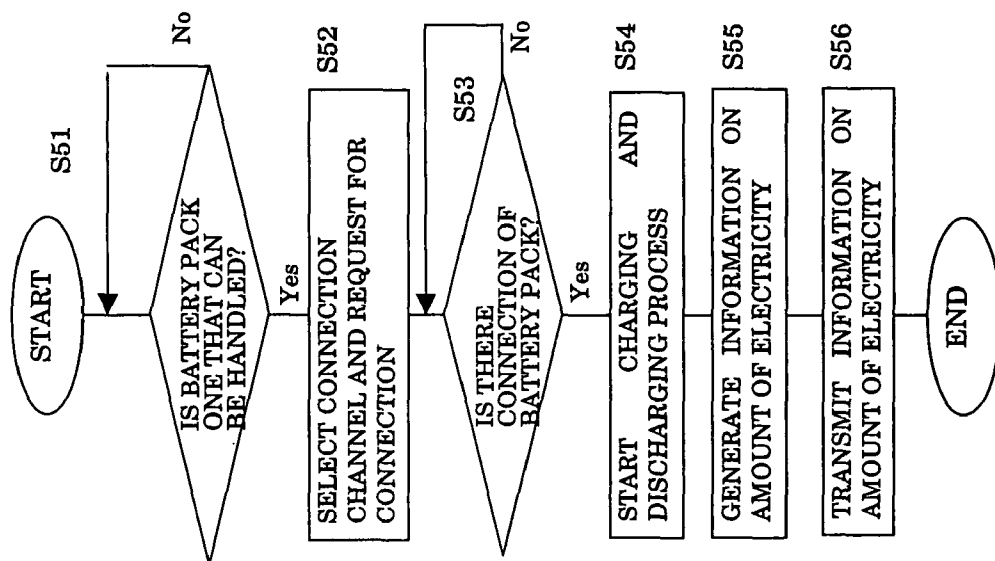 START
S51
IS BATTERY PACK
ONE THAT CAN
BE HANDLED?
No
Yes
S52
SELECT CONNECTION
CHANNEL AND REQUEST FOR
CONNECTION
S53
IS THERE
CONNECTION OF
BATTERY PACK?
No
Yes
S54
START CHARGING AND
DISCHARGING PROCESS
S55
GENERATE INFORMATION ON
AMOUNT OF ELECTRICITY
S56
TRANSMIT INFORMATION ON
AMOUNT OF ELECTRICITY
END